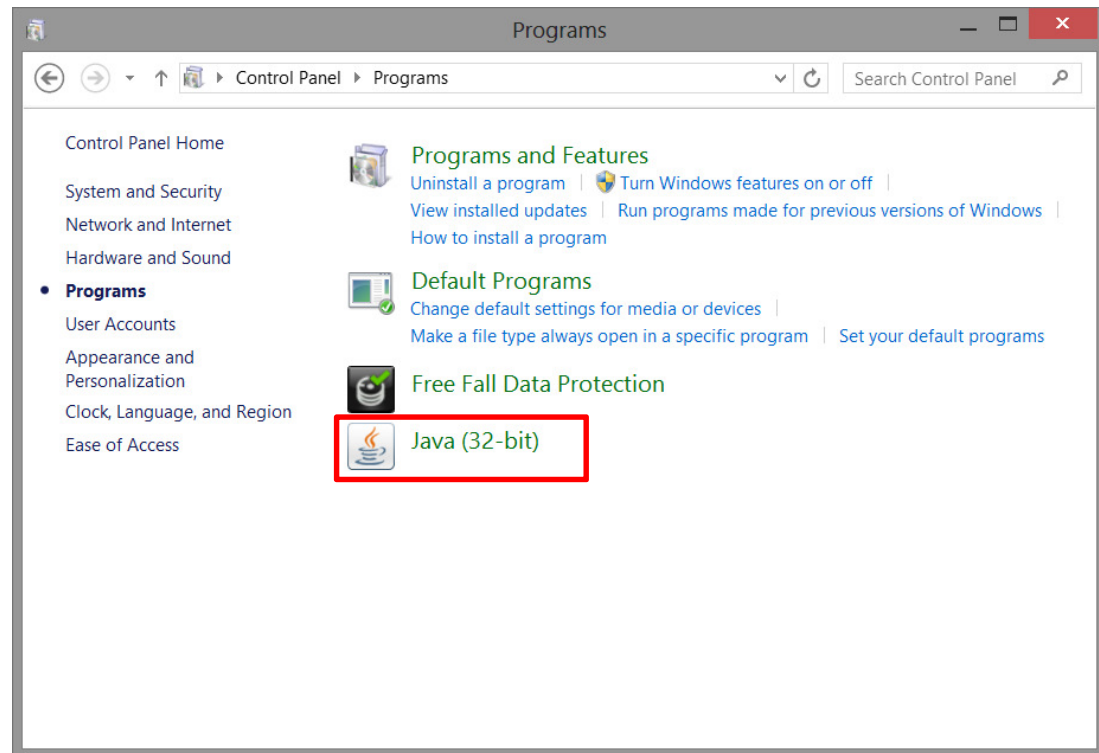 Programs
Control Panel Programs
Search Control Panel
Control Panel Home
System and Security
Network and Internet
Hardware and Sound
Programs
User Accounts
Appearance and
Personalization
Clock, Language, and Region
Ease of Access
Programs and Features
Uninstall a program Turn Windows features on or off
View installed updates Run programs made for previous versions of Windows
How to install a program
Default Programs
Change default settings for media or devices
Make a file type always open in a specific program Set your default programs
Free Fall Data Protection
Java (32-bit)